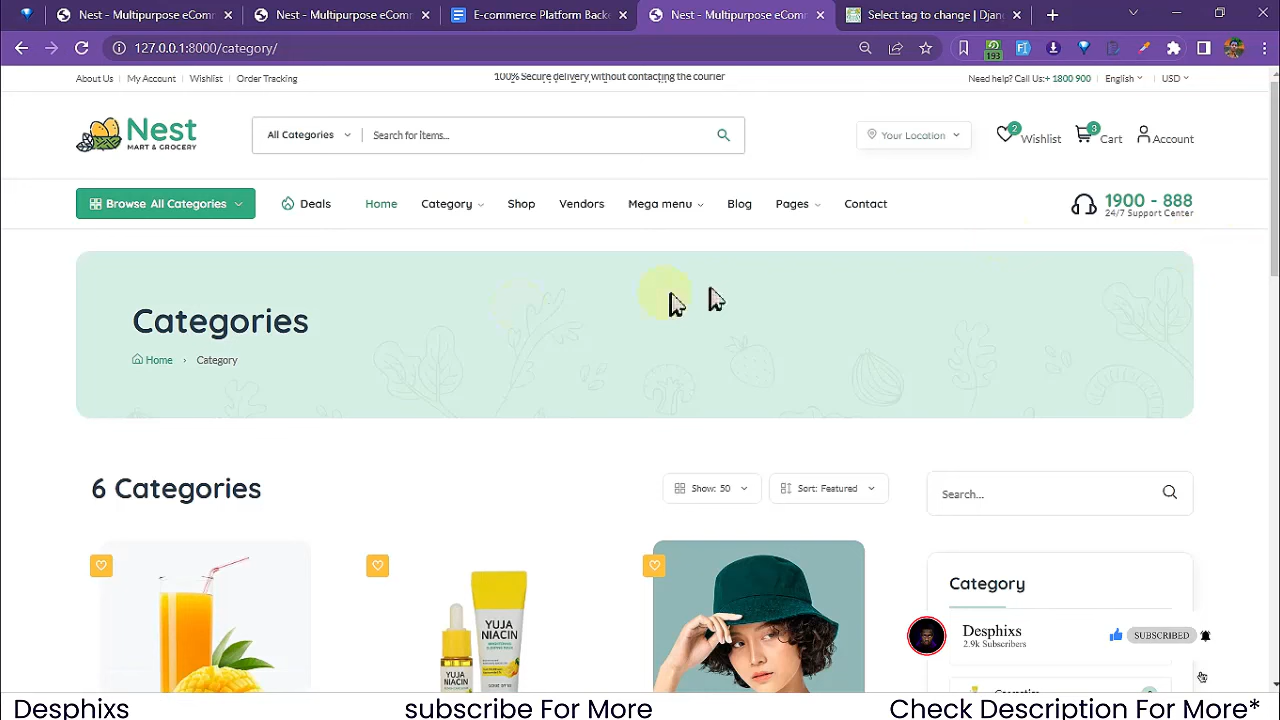 Nest - Multipurpose eComm
Nest - Multipurpose eComm
E-commerce Platform Back
Nest - Multipurpose eComm
Select tag to change | Djan
127.0.0.1:8000/category/
193
About Us My Account Wishlist Order Tracking
100% Secure delivery without contacting the courier
Need help? Call Us:+ 1800 900 English USD
Nest
MART & GROCERY
All Categories
Search for items...
Your Location
2 Wishlist
3 Cart
Account
Browse All Categories
Deals Home Category Shop Vendors Mega menu Blog Pages Contact
1900 - 888
24/7 Support Center
Categories
Home › Category
6 Categories
Show: 50
Sort: Featured
Search...
Category
YUJA
NIACIN
YUJA
NIACIN
Desphixs
2.9k Subscribers
SUBSCRIBED
Desphixs
subscribe For More
Check Description For More*